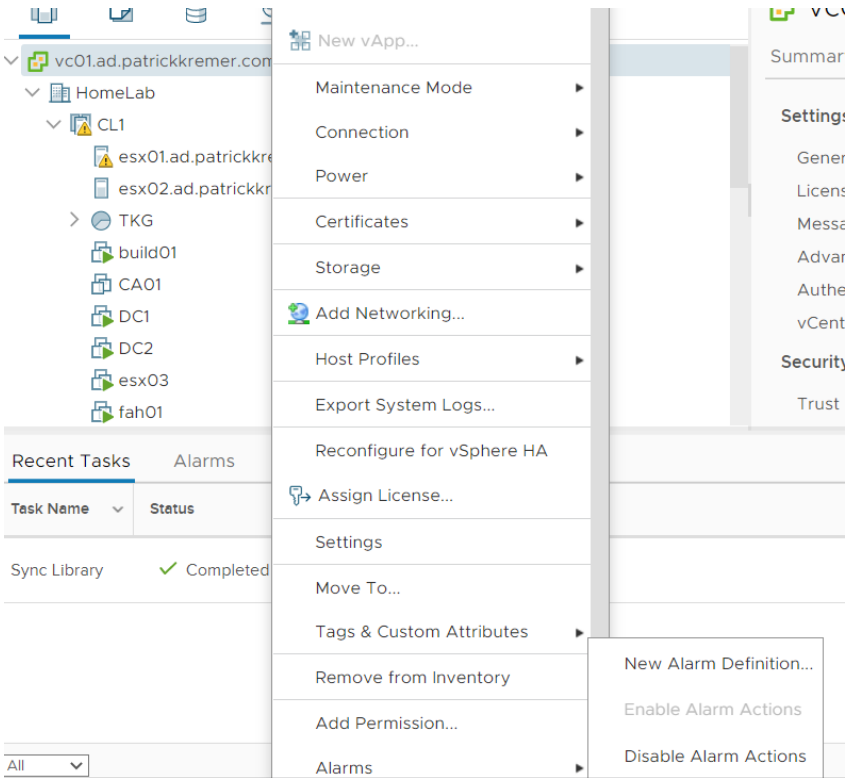 vc01.ad.patrickkremer.com
HomeLab
CL1
esx01.ad.patrickkre
esx02.ad.patrickkr
TKG
build01
CA01
DC1
DC2
esx03
fah01
New vApp...
Maintenance Mode
Connection
Power
Certificates
Storage
Add Networking...
Host Profiles
Export System Logs...
Reconfigure for vSphere HA
Assign License...
Settings
Move To...
Tags & Custom Attributes
Remove from Inventory
Add Permission...
Alarms
New Alarm Definition...
Enable Alarm Actions
Disable Alarm Actions
Summar
Settings
Gener
Licens
Messa
Advar
Authe
vCent
Security
Trust
Recent Tasks Alarms
Task Name Status
Sync Library Completed
All